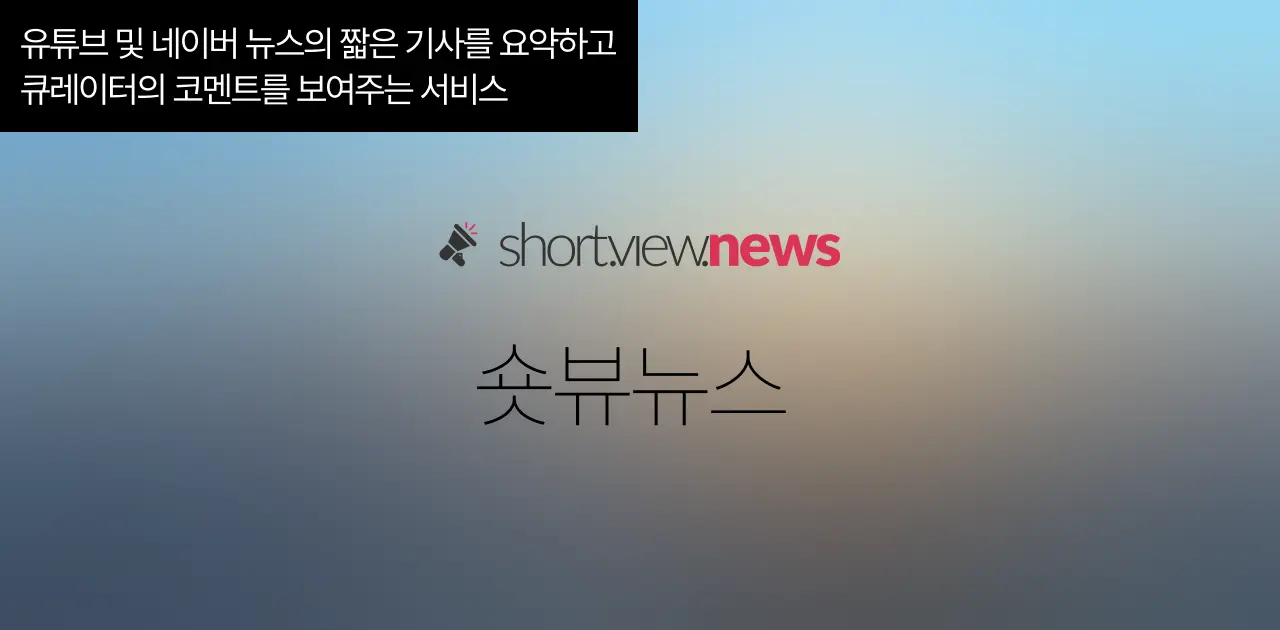 유튜브 및 네이버 뉴스의 짧은 기사를 요약하고
큐레이터의 코멘트를 보여주는 서비스
short.view.news
숏뷰뉴스